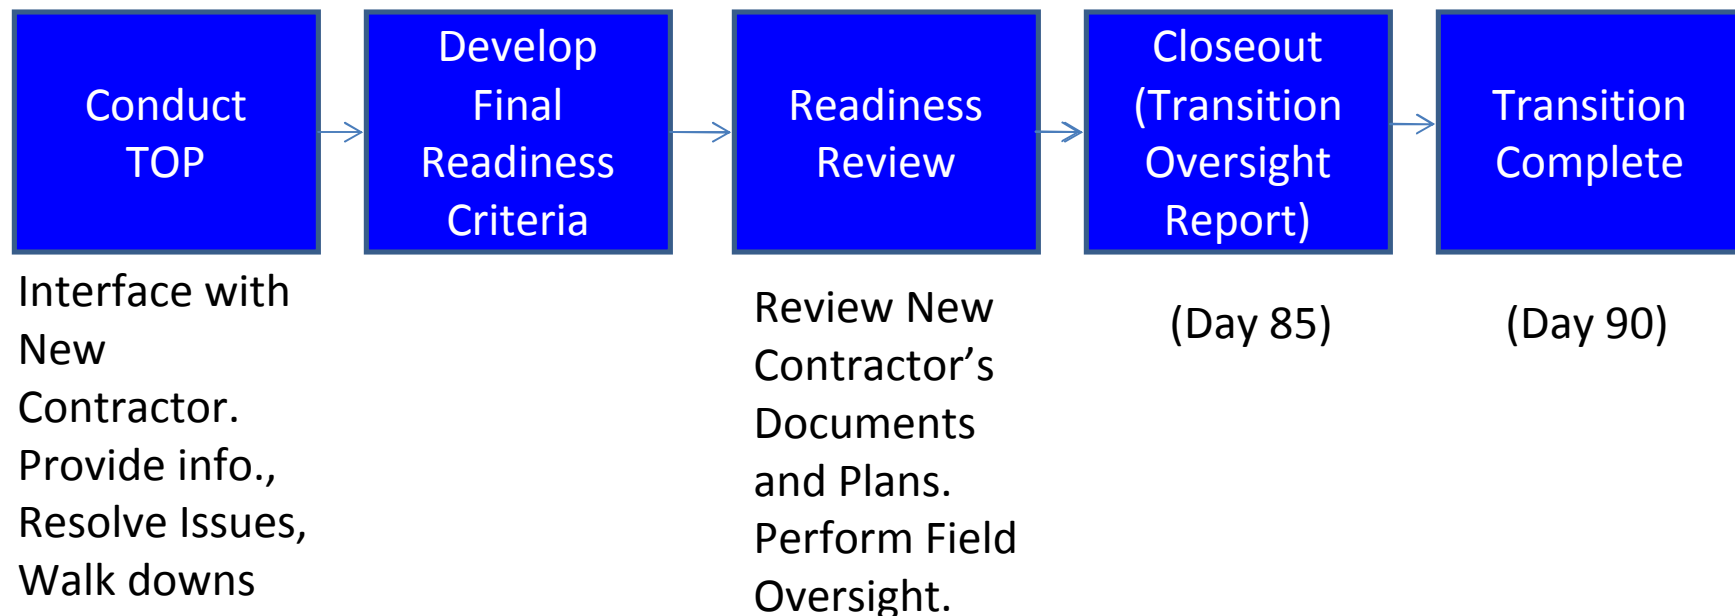 Conduct
TOP
Develop
Final
Readiness
Criteria
Readiness
Review
Closeout
(Transition
Oversight
Report)
Transition
Complete
Interface with
New
Contractor.
Provide info.,
Resolve Issues,
Walk downs
Review New
Contractor’s
Documents
and Plans.
Perform Field
Oversight.
(Day 85)
(Day 90)